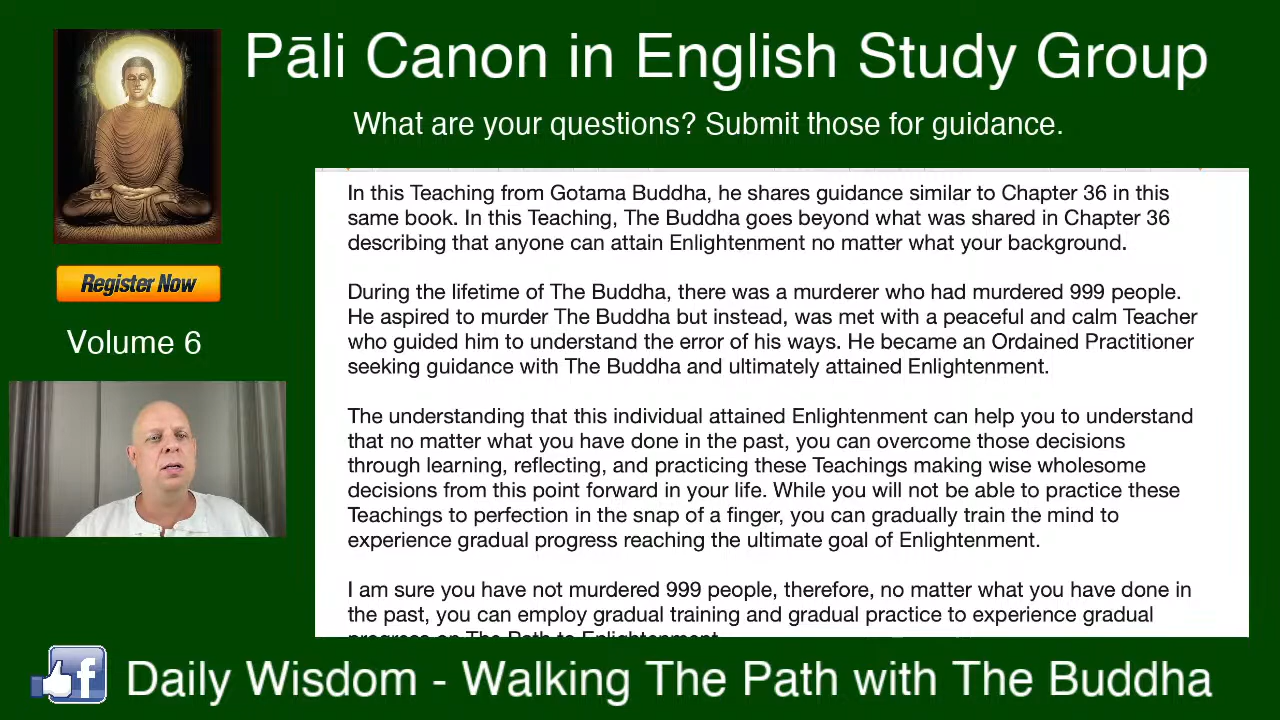 Pāli Canon in English Study Group
What are your questions? Submit those for guidance.
Register Now
Volume 6
In this Teaching from Gotama Buddha, he shares guidance similar to Chapter 36 in this
same book. In this Teaching, The Buddha goes beyond what was shared in Chapter 36
describing that anyone can attain Enlightenment no matter what your background.
During the lifetime of The Buddha, there was a murderer who had murdered 999 people.
He aspired to murder The Buddha but instead, was met with a peaceful and calm Teacher
who guided him to understand the error of his ways. He became an Ordained Practitioner
seeking guidance with The Buddha and ultimately attained Enlightenment.
The understanding that this individual attained Enlightenment can help you to understand
that no matter what you have done in the past, you can overcome those decisions
through learning, reflecting, and practicing these Teachings making wise wholesome
decisions from this point forward in your life. While you will not be able to practice these
Teachings to perfection in the snap of a finger, you can gradually train the mind to
experience gradual progress reaching the ultimate goal of Enlightenment.
I am sure you have not murdered 999 people, therefore, no matter what you have done in
the past, you can employ gradual training and gradual practice to experience gradual
progress on The Path to Enlightenment.
f
Daily Wisdom - Walking The Path with The Buddha